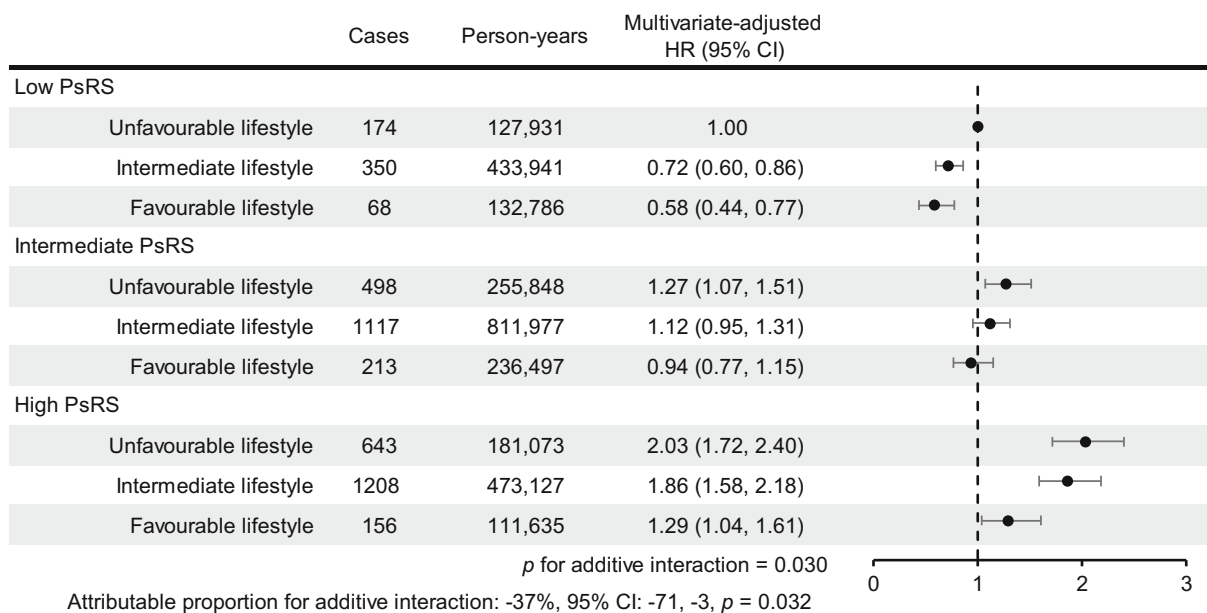 Cases Person-years Multivariate-adjusted
HR (95% CI)
Low PsRS
Unfavourable lifestyle 174 127,931 1.00
Intermediate lifestyle 350 433,941 0.72 (0.60, 0.86)
Favourable lifestyle 68 132,786 0.58 (0.44, 0.77)
Intermediate PsRS
Unfavourable lifestyle 498 255,848 1.27 (1.07, 1.51)
Intermediate lifestyle 1117 811,977 1.12 (0.95, 1.31)
Favourable lifestyle 213 236,497 0.94 (0.77, 1.15)
High PsRS
Unfavourable lifestyle 643 181,073 2.03 (1.72, 2.40)
Intermediate lifestyle 1208 473,127 1.86 (1.58, 2.18)
Favourable lifestyle 156 111,635 1.29 (1.04, 1.61)
p for additive interaction = 0.030
0 1 2 3
Attributable proportion for additive interaction: -37%, 95% CI: -71, -3, p = 0.032